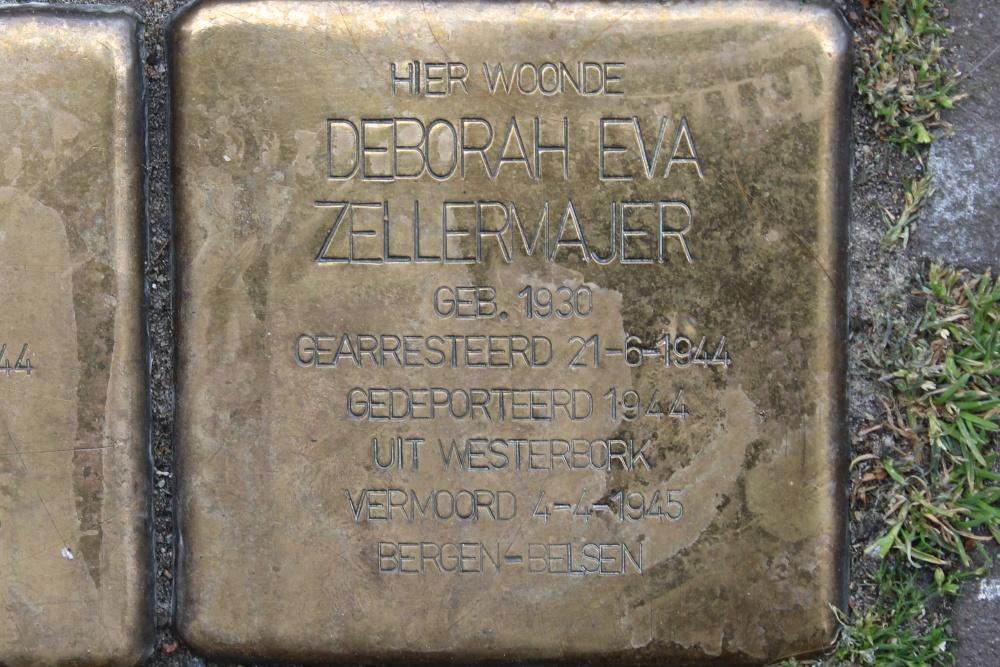 44
HIER WOONDE
DEBORAH EVA
ZELLERMAJER
GEB. 1930
GEARRESTEERD 21-6-1944
GEDEPORTEERD 1944
UIT WESTERBORK
VERMOORD 4-4-1945
BERGEN-BELSEN